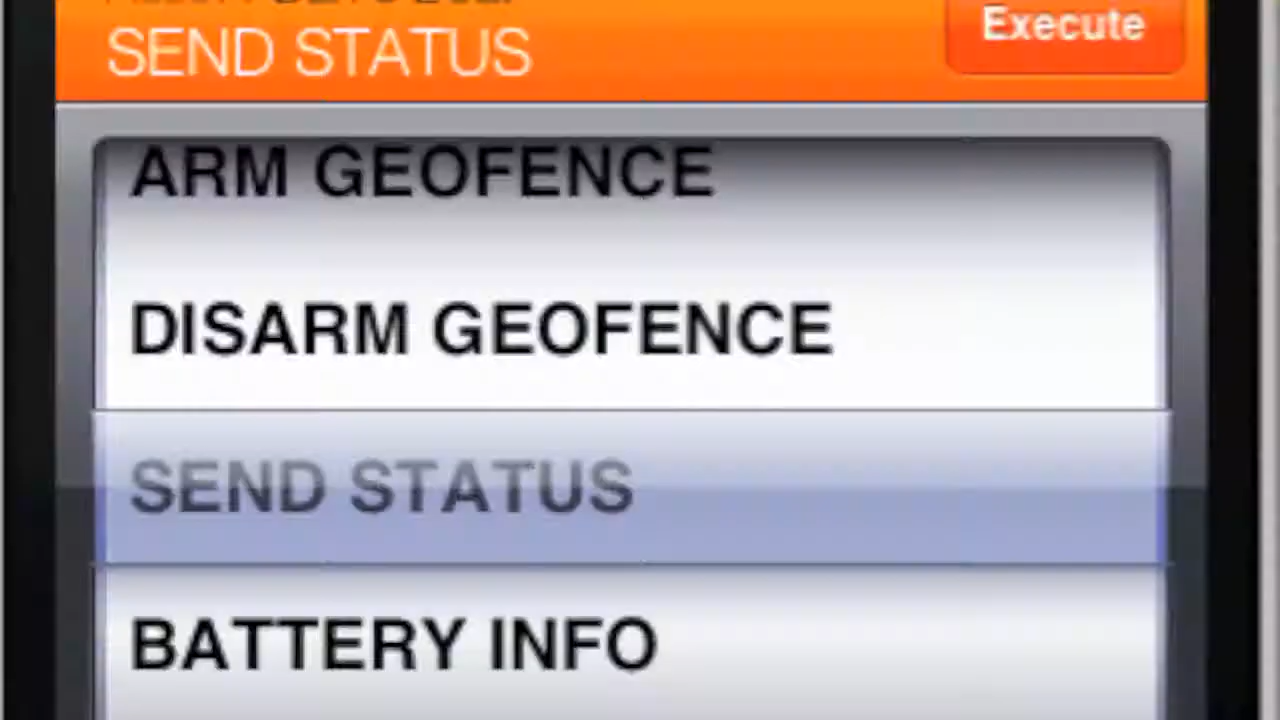 SEND STATUS
Execute
ARM GEOFENCE
DISARM GEOFENCE
SEND STATUS
BATTERY INFO